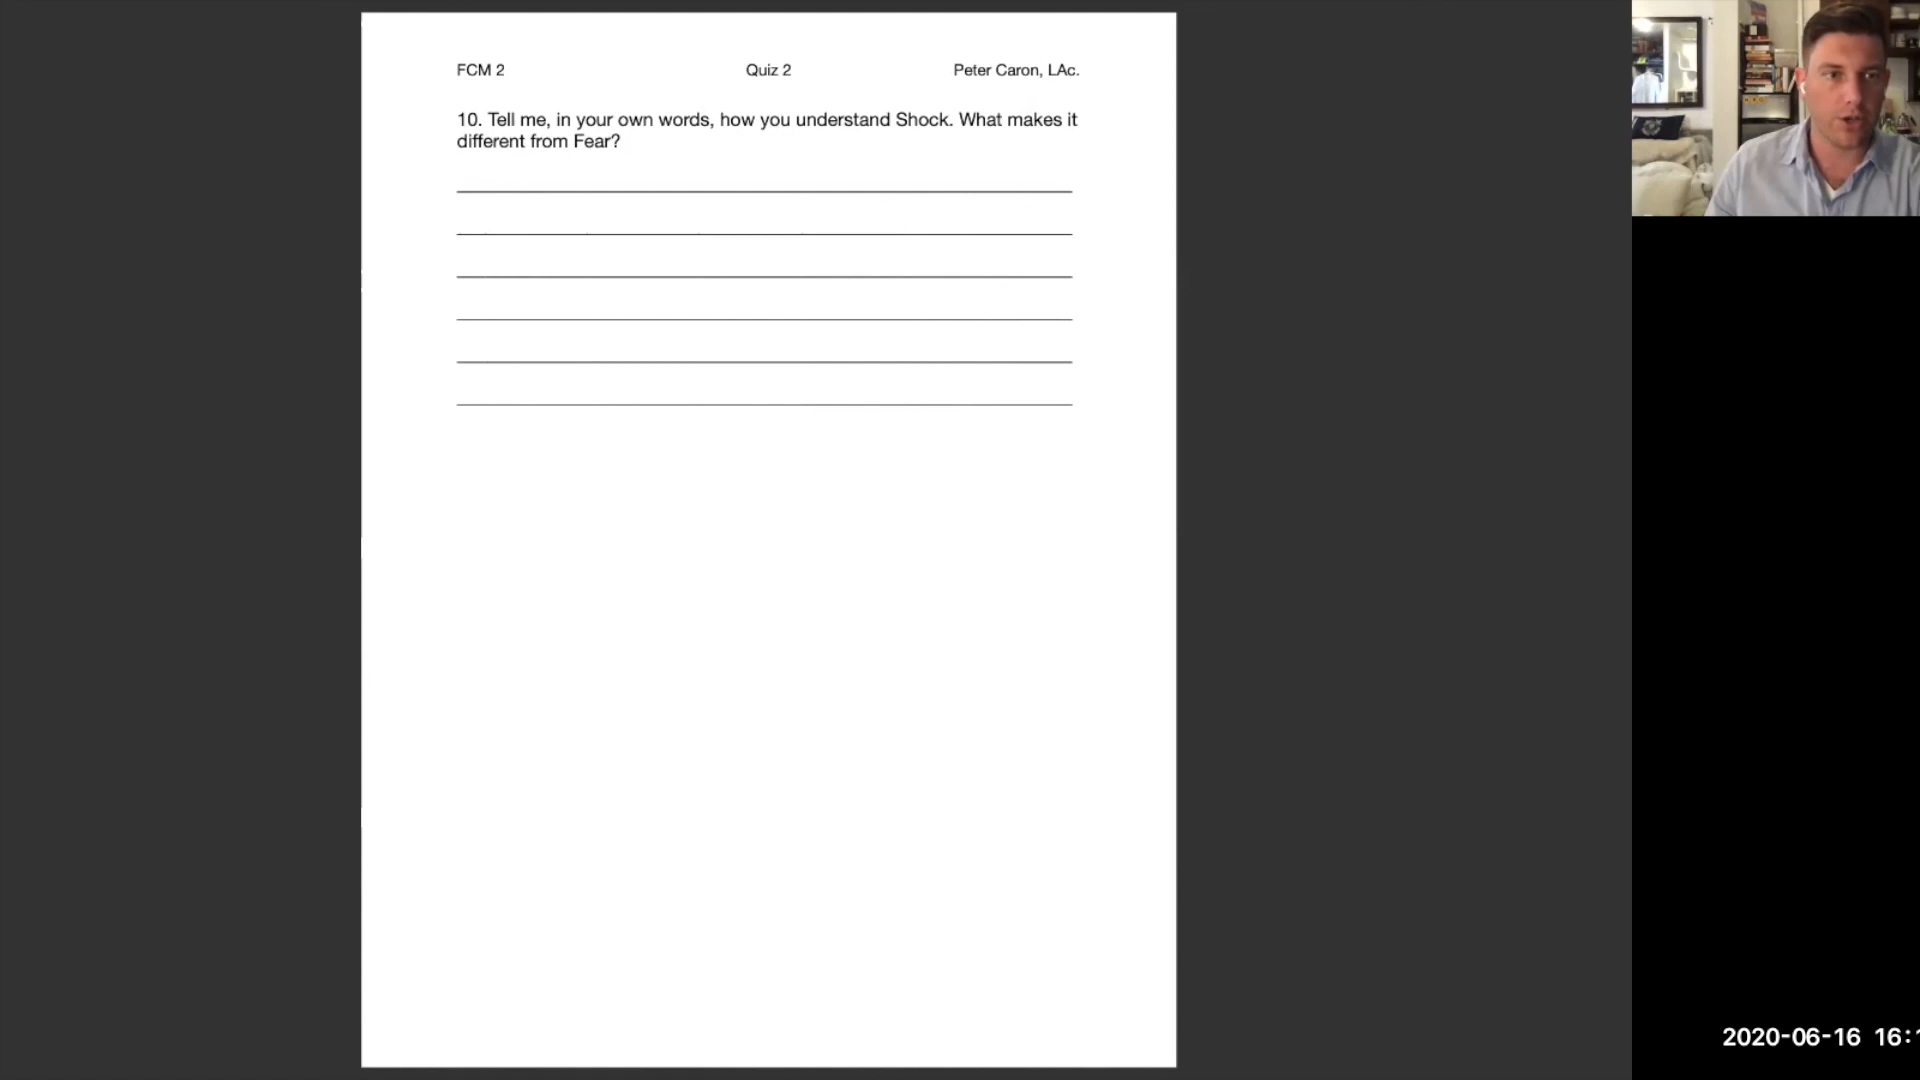 FCM 2 Quiz 2 Peter Caron, LAc.
10. Tell me, in your own words, how you understand Shock. What makes it
different from Fear?
2020-06-16 16: